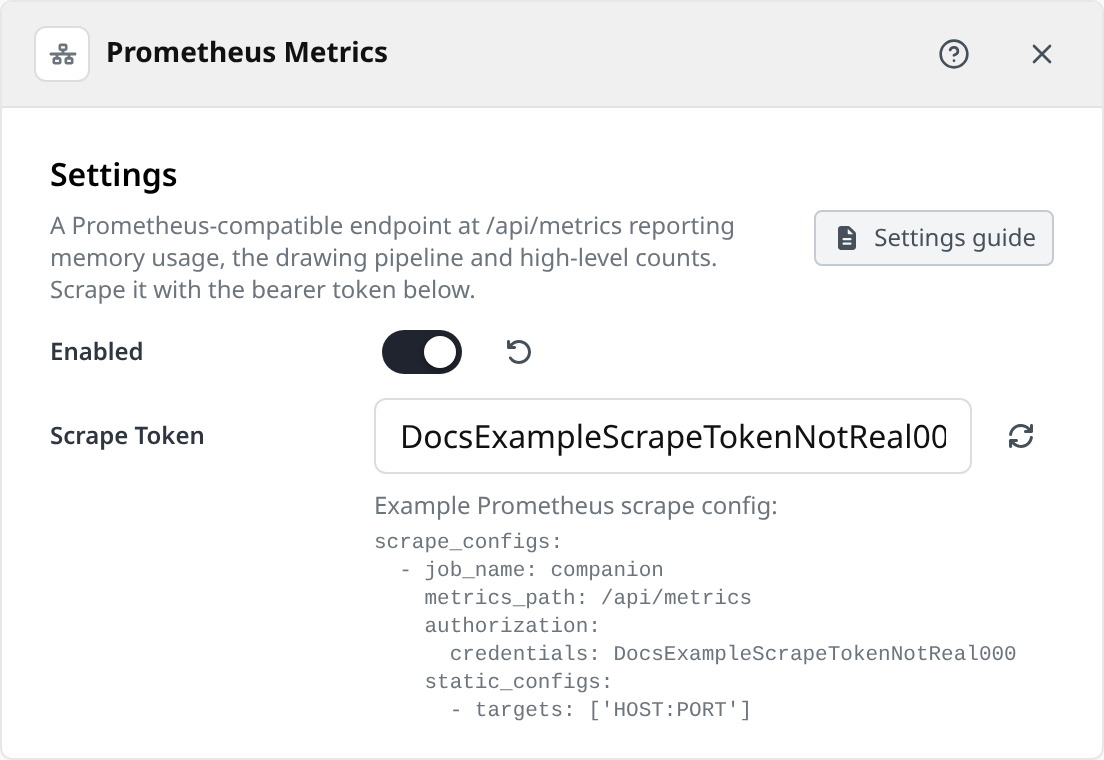 Prometheus Metrics
Settings
A Prometheus-compatible endpoint at /api/metrics reporting
memory usage, the drawing pipeline and high-level counts.
Scrape it with the bearer token below.
Settings guide
Enabled
Scrape Token
DocsExampleScrapeTokenNotReal00
Example Prometheus scrape config:
scrape_configs:
  - job_name: companion
    metrics_path: /api/metrics
    authorization:
      credentials: DocsExampleScrapeTokenNotReal000
    static_configs:
      - targets: ['HOST:PORT']